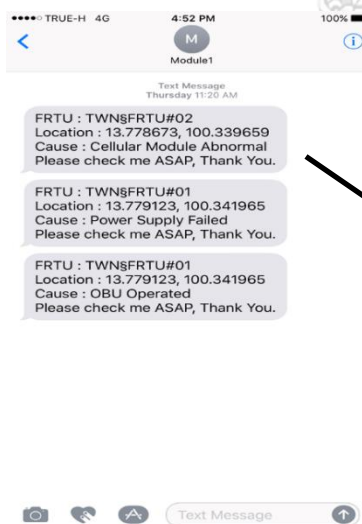 TRUE-H 4G 4:52 PM 100%
M
Module1
Text Message
Thursday 11:20 AM
FRTU : TWN§FRTU#02
Location : 13.778673, 100.339659
Cause : Cellular Module Abnormal
Please check me ASAP, Thank You.
FRTU : TWN§FRTU#01
Location : 13.779123, 100.341965
Cause : Power Supply Failed
Please check me ASAP, Thank You.
FRTU : TWN§FRTU#01
Location : 13.779123, 100.341965
Cause : OBU Operated
Please check me ASAP, Thank You.
Text Message